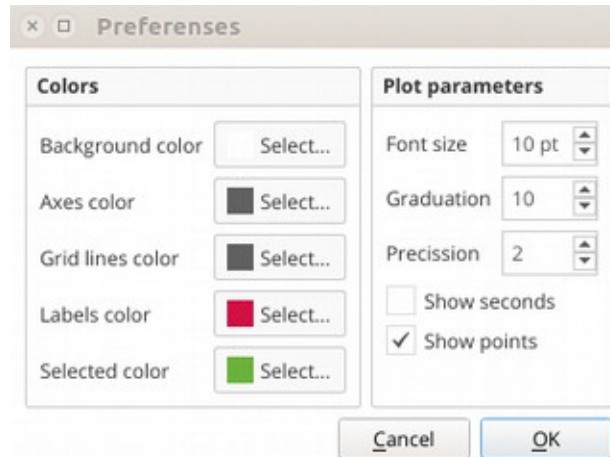 Preferenses
Colors
Background color Select...
Axes color Select...
Grid lines color Select...
Labels color Select...
Selected color Select...
Plot parameters
Font size 10 pt
Graduation 10
Precission 2
Show seconds
Show points
Cancel OK